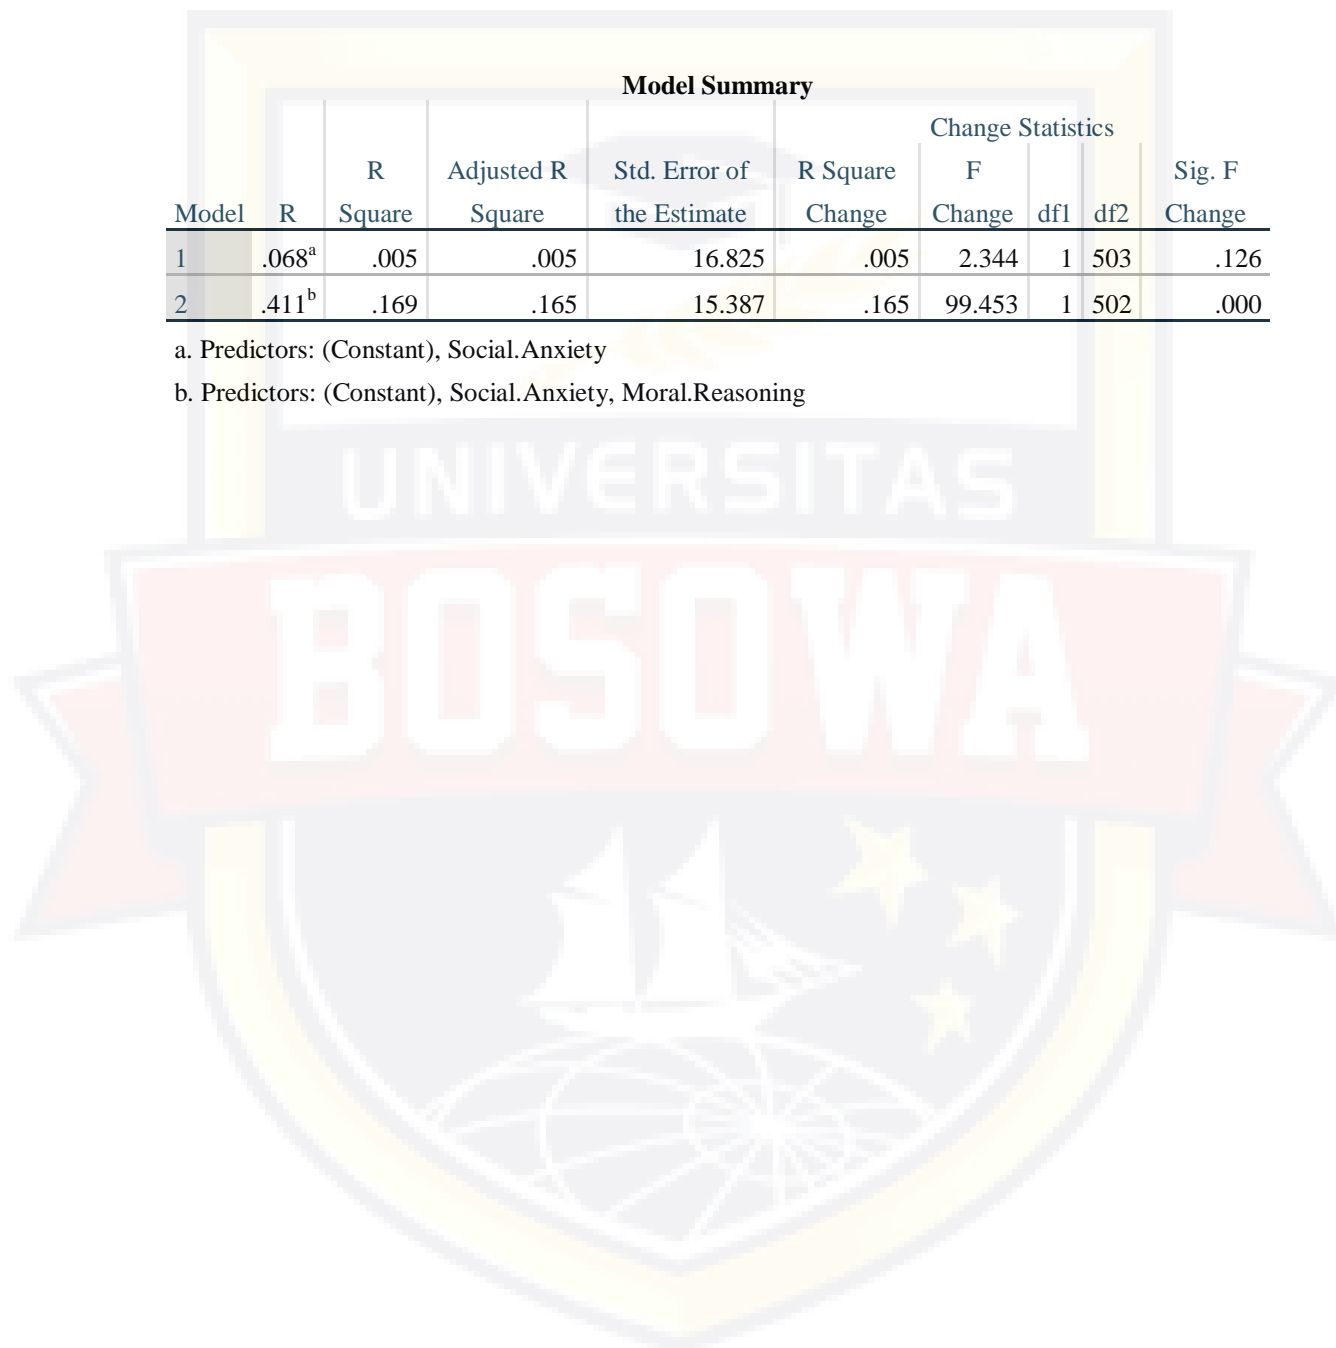 Model Summary
Change Statistics
R Adjusted R Std. Error of R Square F Sig. F
Model R Square Square the Estimate Change Change df1 df2 Change
1 .068a .005 .005 16.825 .005 2.344 1 503 .126
2 .411b .169 .165 15.387 .165 99.453 1 502 .000
a. Predictors: (Constant), Social.Anxiety
b. Predictors: (Constant), Social.Anxiety, Moral.Reasoning
UNIVERSITAS
BOSOWA